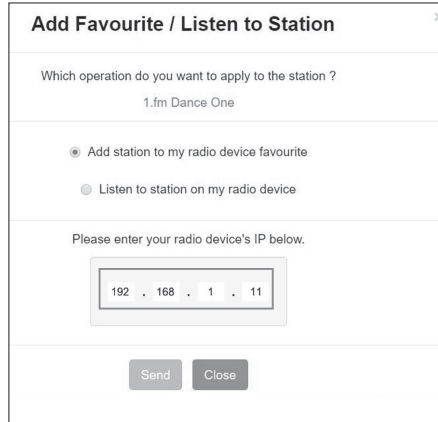 Add Favourite / Listen to Station
Which operation do you want to apply to the station ?
1.fm Dance One
Add station to my radio device favourite
Listen to station on my radio device
Please enter your radio device's IP below.
192 . 168 . 1 . 11
Send Close